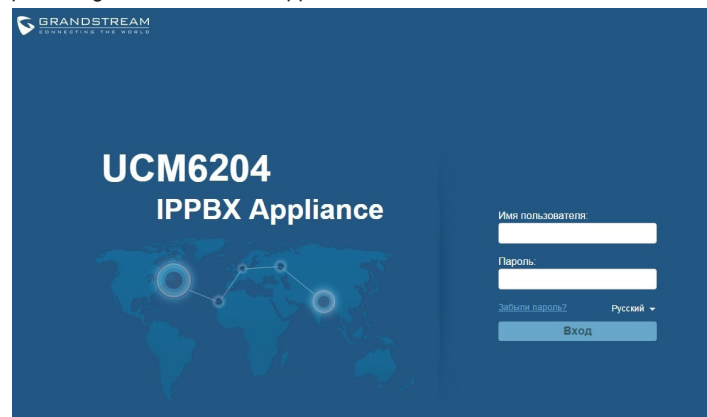 GRANDSTREAM
CONNECTING THE WORLD
UCM6204
IPPBX Appliance
Имя пользователя:
Пароль:
Забыли пароль?
Русский
Вход